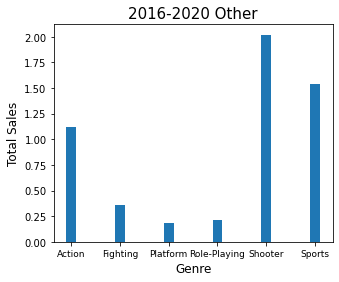 2016-2020 Other
Total Sales
2.00
1.75
1.50
1.25
1.00
0.75
0.50
0.25
0.00
Action Fighting Platform Role-Playing Shooter Sports
Genre